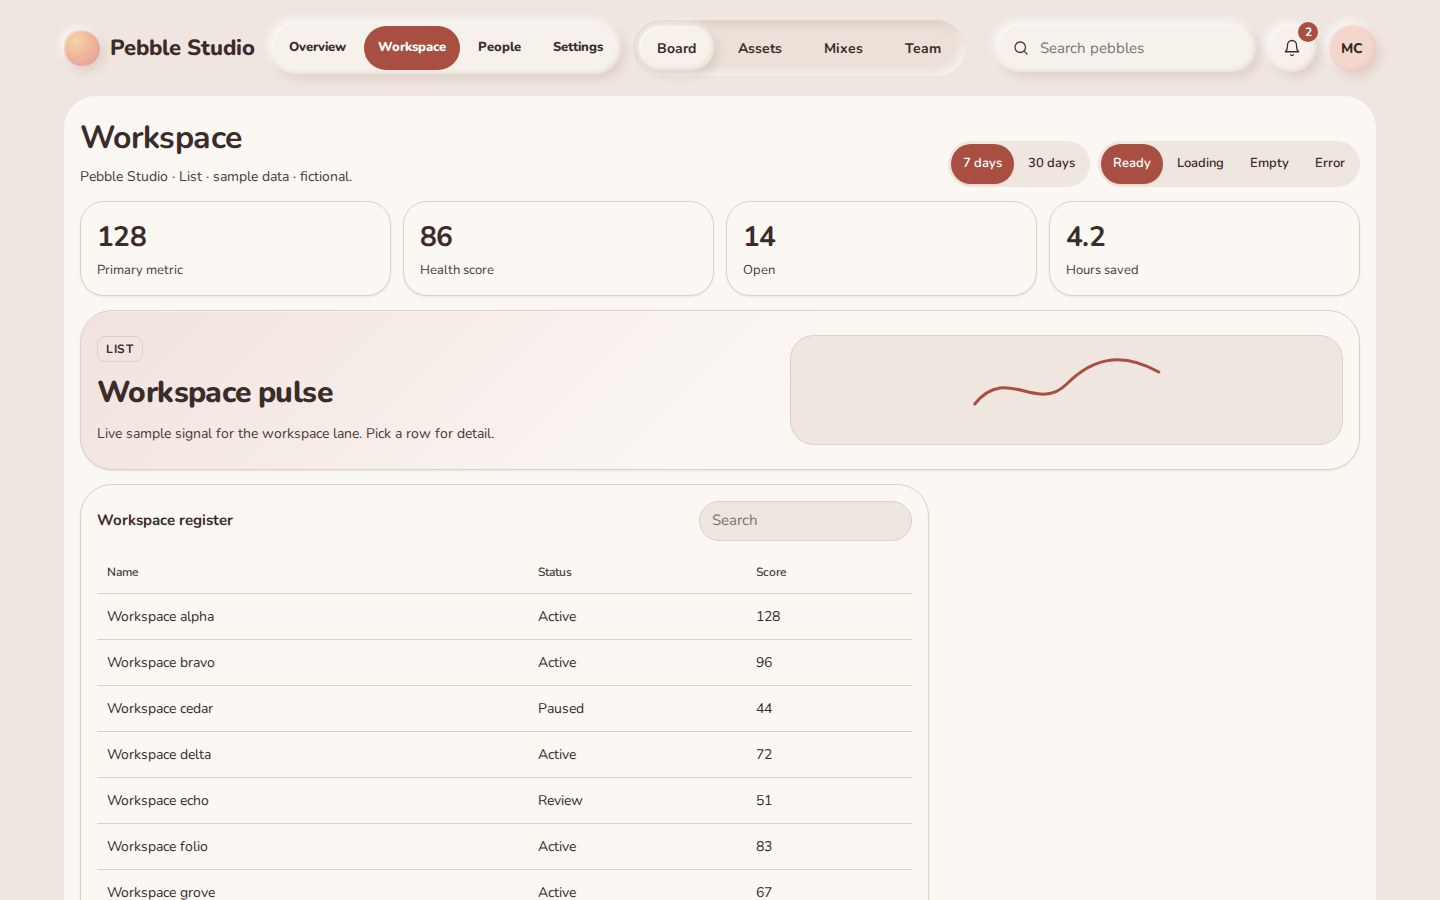 Pebble Studio
Overview
Workspace
People
Settings
Board
Assets
Mixes
Team
Search pebbles
2
MC
Workspace
Pebble Studio · List · sample data · fictional.
7 days
30 days
Ready
Loading
Empty
Error
128
Primary metric
86
Health score
14
Open
4.2
Hours saved
LIST
Workspace pulse
Live sample signal for the workspace lane. Pick a row for detail.
Workspace register
Search
Name Status Score
Workspace alpha Active 128
Workspace bravo Active 96
Workspace cedar Paused 44
Workspace delta Active 72
Workspace echo Review 51
Workspace folio Active 83
Workspace grove Active 67